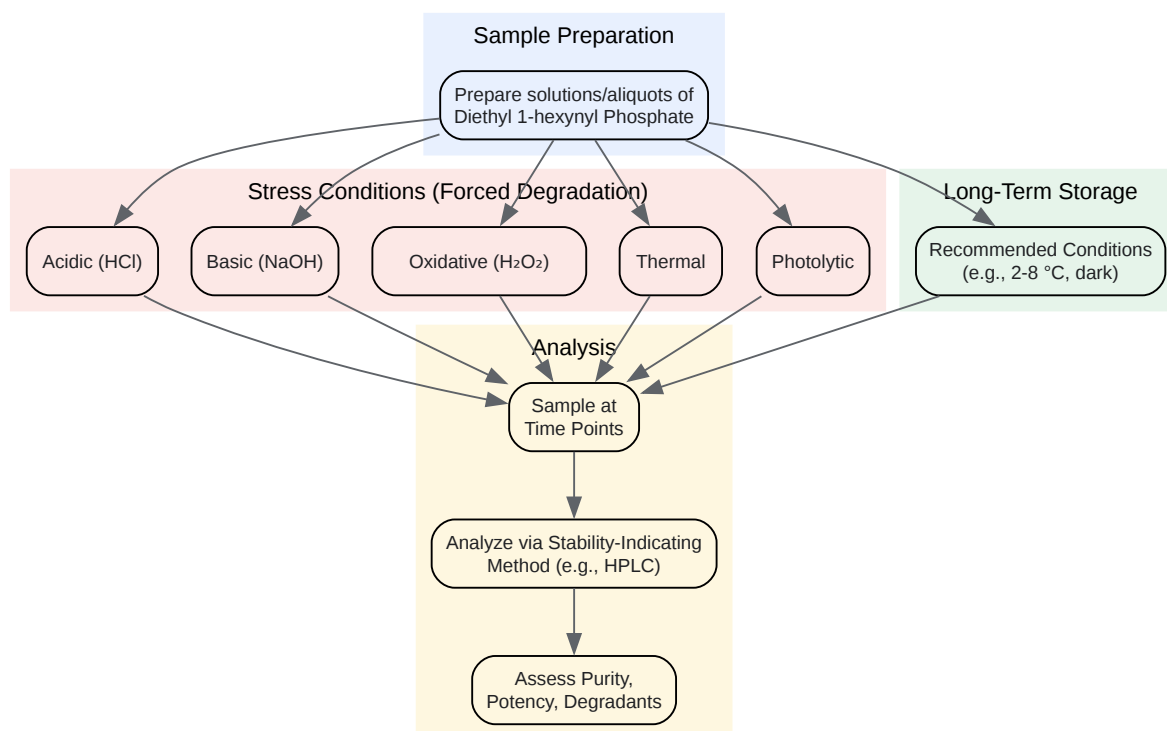 Sample Preparation
Prepare solutions/aliquots of
Diethyl 1-hexynyl Phosphate
Stress Conditions (Forced Degradation)
Long-Term Storage
Acidic (HCl)
Basic (NaOH)
Oxidative (H₂O₂)
Thermal
Photolytic
Recommended Conditions
(e.g., 2-8 °C, dark)
Analysis
Sample at
Time Points
Analyze via Stability-Indicating
Method (e.g., HPLC)
Assess Purity,
Potency, Degradants